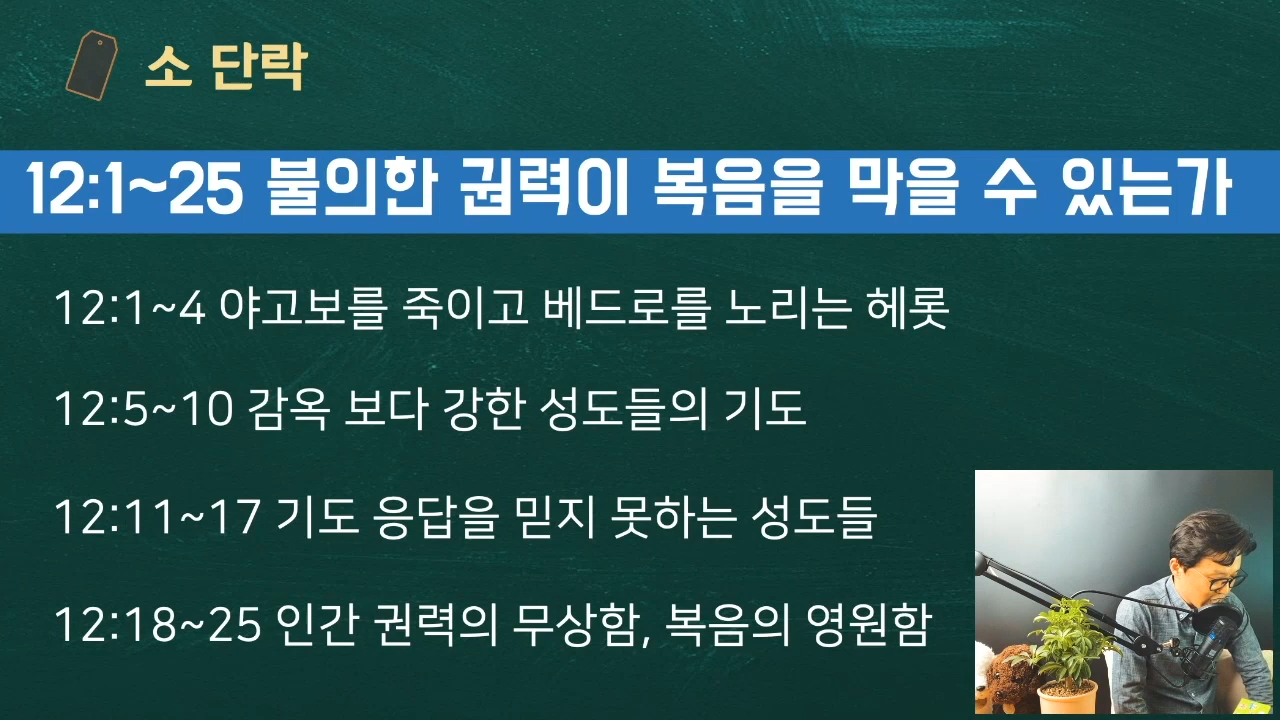 소 단락
12:1~25 불의한 권력이 복음을 막을 수 있는가
12:1~4 야고보를 죽이고 베드로를 노리는 헤롯
12:5~10 감옥 보다 강한 성도들의 기도
12:11~17 기도 응답을 믿지 못하는 성도들
12:18~25 인간 권력의 무상함, 복음의 영원함